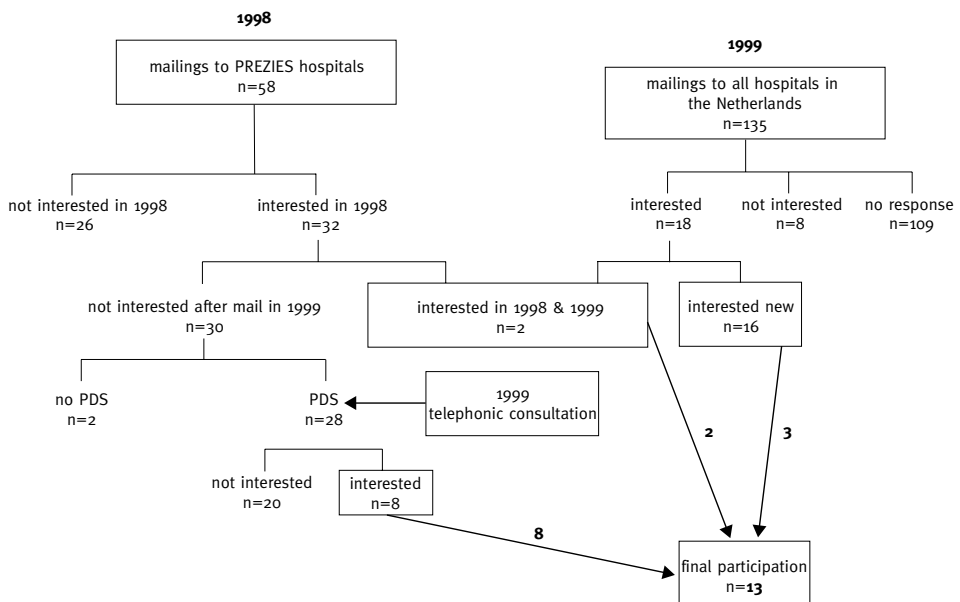 1998
mailings to PREZIES hospitals
n=58
1999
mailings to all hospitals in
the Netherlands
n=135
not interested in 1998
n=26
interested in 1998
n=32
interested
n=18
not interested
n=8
no response
n=109
not interested after mail in 1999
n=30
interested in 1998 & 1999
n=2
interested new
n=16
no PDS
n=2
PDS
n=28
1999
telephonic consultation
2
3
not interested
n=20
interested
n=8
8
final participation
n=13